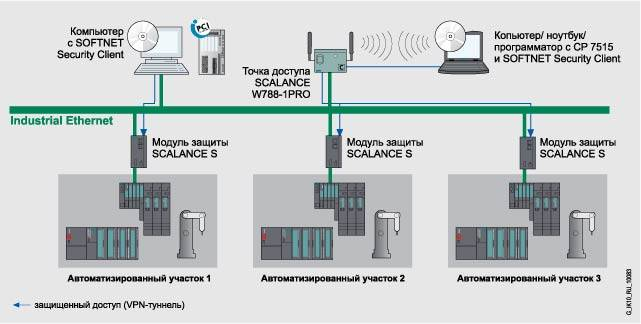 Компьютер
с SOFTNET
Security Client
PC!
Точка доступа
SCALANCE
W788-1PRO
Копьютер/ ноутбук/
программатор с CP 7515
и SOFTNET Security Client
Industrial Ethernet
Модуль защиты
SCALANCE S
Модуль защиты
SCALANCE S
Модуль защиты
SCALANCE S
Автоматизированный участок 1
Автоматизированный участок 2
Автоматизированный участок 3
защищенный доступ (VPN-туннель)
G_IK10_RU_10083